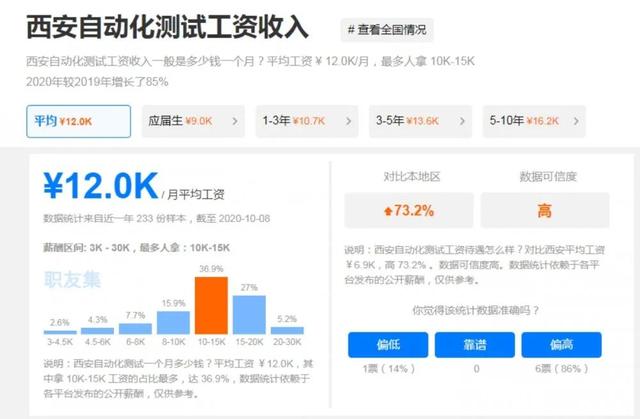 西安自动化测试工资收入
# 查看全国情况
西安自动化测试工资收入一般是多少钱一个月？平均工资 ¥ 12.0K/月，最多人拿 10K-15K
2020年较2019年增长了85%
平均 ¥12.0K
应届生 ¥9.0K
1-3年 ¥10.7K
3-5年 ¥13.6K
5-10年 ¥16.2K
¥12.0K / 月平均工资
数据统计来自近一年 233 份样本，截至 2020-10-08
薪酬区间: 3K - 30K，最多人拿：10K-15K
职友集
2.6%
4.3%
7.7%
15.9%
36.9%
27%
5.2%
3-4.5K
4.5-6K
6-8K
8-10K
10-15K
15-20K
20-30K
说明：西安自动化测试一个月多少钱？平均工资 ¥12.0K，其
中拿 10K-15K 工资的占比最多，达 36.9%，数据统计依赖于
各平台发布的公开薪酬，仅供参考。
对比本地区
数据可信度
73.2%
高
说明：西安自动化测试工资待遇怎么样？对比西安平均工资
¥6.9K，高 73.2% 。数据可信度高。数据统计依赖于各平
台发布的公开薪酬，仅供参考。
你觉得该统计数据准确吗？
偏低
靠谱
偏高
1票（14%）
0
6票（86%）